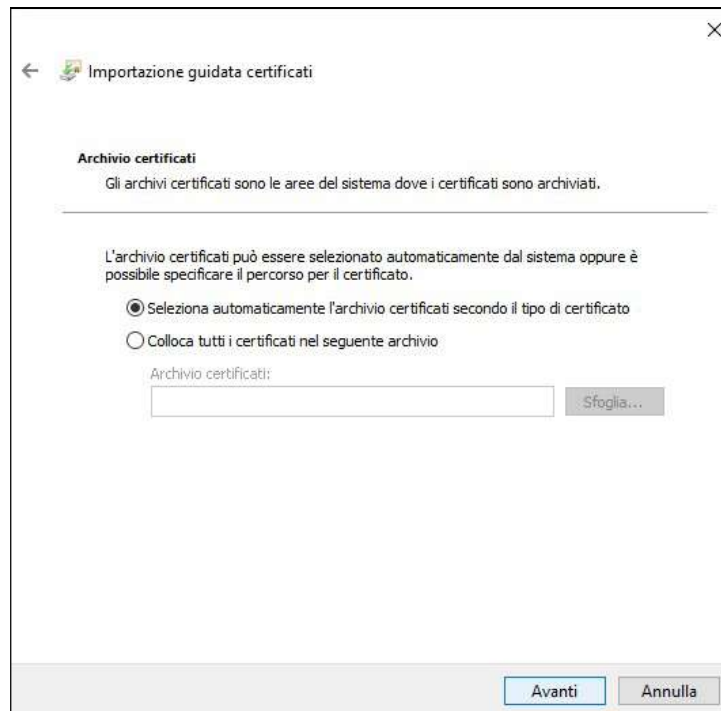 Importazione guidata certificati
Archivio certificati
Gli archivi certificati sono le aree del sistema dove i certificati sono archiviati.
L'archivio certificati può essere selezionato automaticamente dal sistema oppure è
possibile specificare il percorso per il certificato.
Seleziona automaticamente l'archivio certificati secondo il tipo di certificato
Colloca tutti i certificati nel seguente archivio
Archivio certificati:
Sfoglia...
Avanti
Annulla